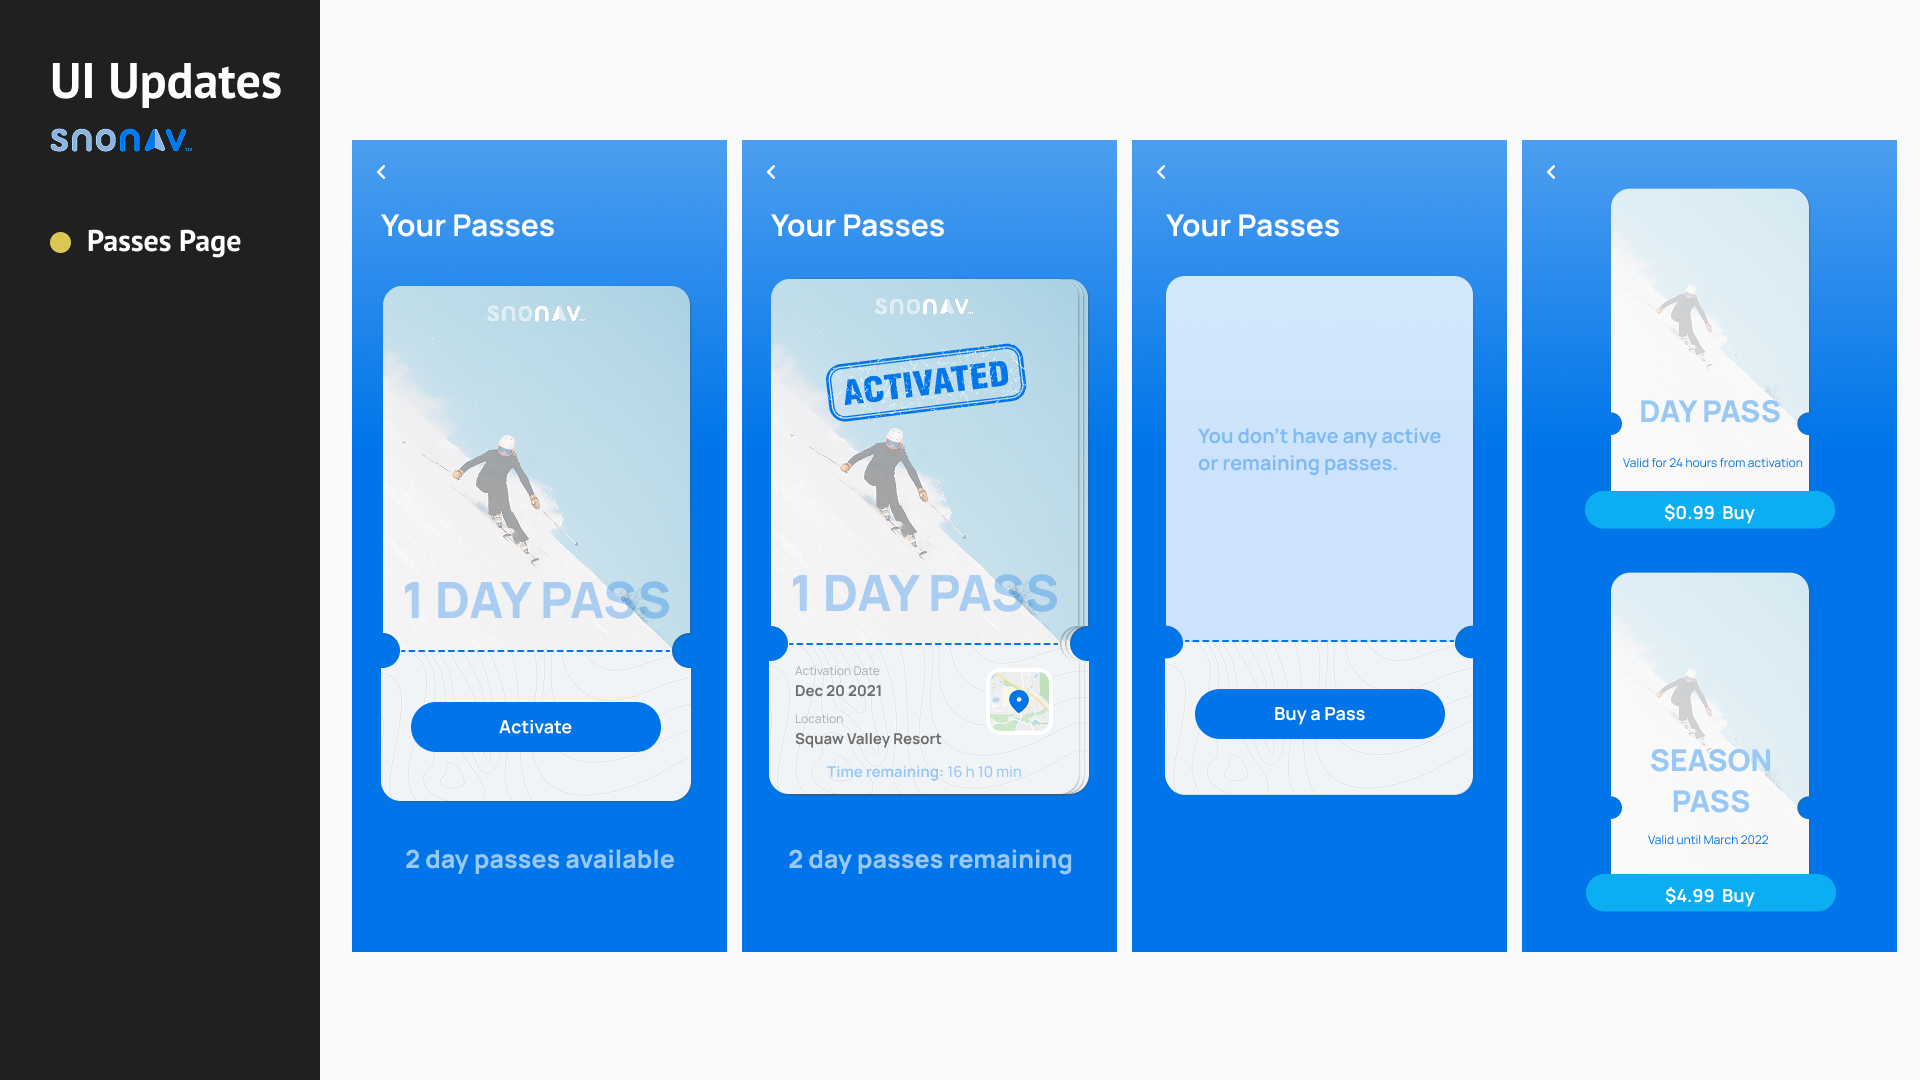 UI Updates
snonav
TM
Passes Page
Your Passes
snonav
1 DAY PASS
Activate
2 day passes available
Your Passes
snonav
ACTIVATED
1 DAY PASS
Activation Date
Dec 20 2021
Location
Squaw Valley Resort
Time remaining: 16 h 10 min
2 day passes remaining
Your Passes
You don't have any active
or remaining passes.
Buy a Pass
DAY PASS
Valid for 24 hours from activation
$0.99 Buy
SEASON
PASS
Valid until March 2022
$4.99 Buy